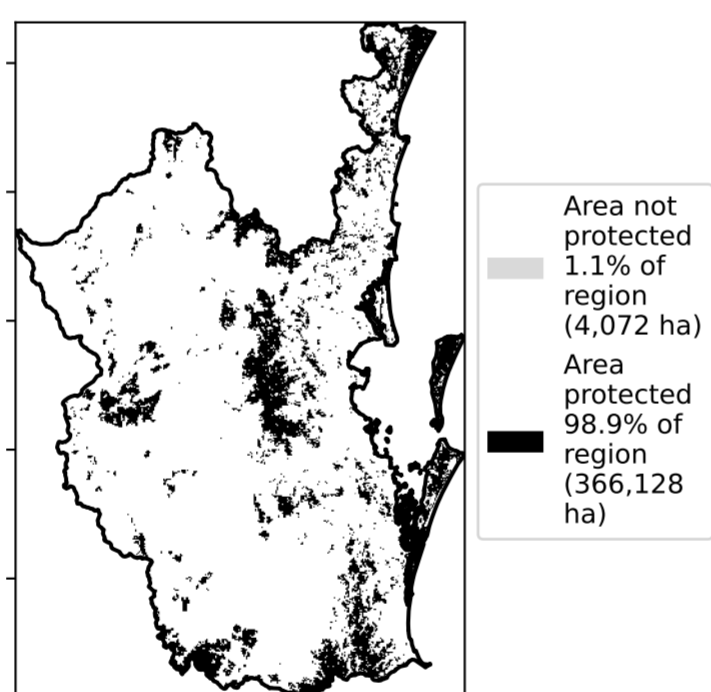 Area not
protected
1.1% of
region
(4,072 ha)
Area
protected
98.9% of
region
(366,128
ha)